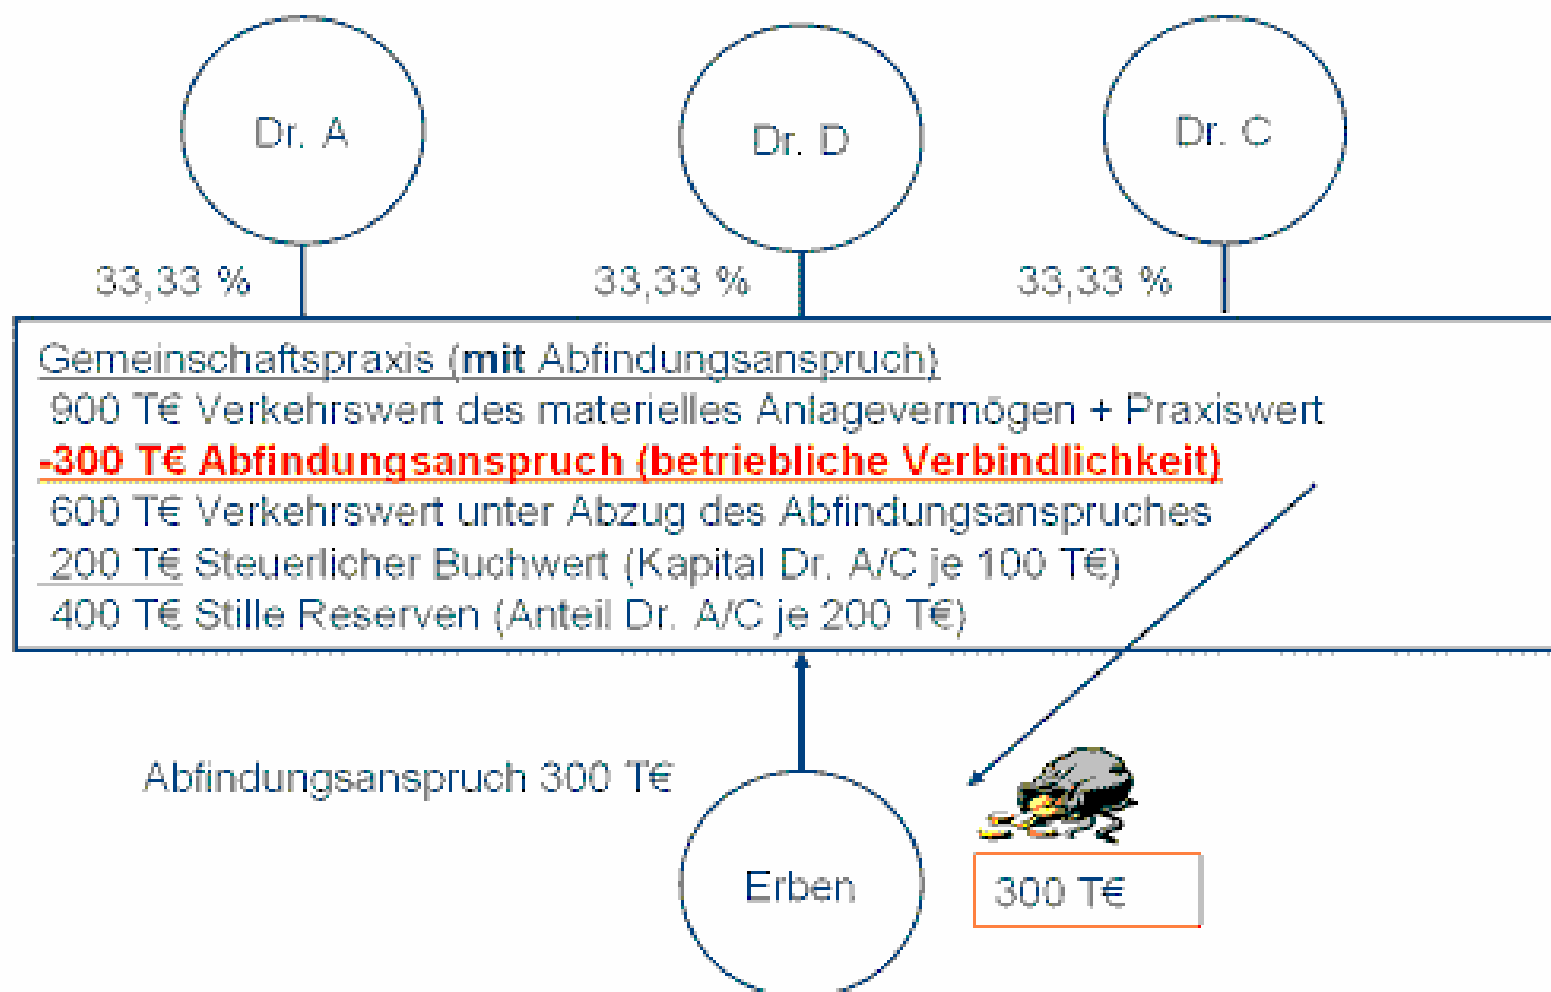 Dr. A
Dr. D
Dr. C
33,33 %
33,33 %
33,33 %
Gemeinschaftspraxis (mit Abfindungsanspruch)
900 T€ Verkehrswert des materielles Anlagevermögen + Praxiswert
-300 T€ Abfindungsanspruch (betriebliche Verbindlichkeit)
600 T€ Verkehrswert unter Abzug des Abfindungsanspruches
200 T€ Steuerlicher Buchwert (Kapital Dr. A/C je 100 T€)
400 T€ Stille Reserven (Anteil Dr. A/C je 200 T€)
Abfindungsanspruch 300 T€
Erben
300 T€